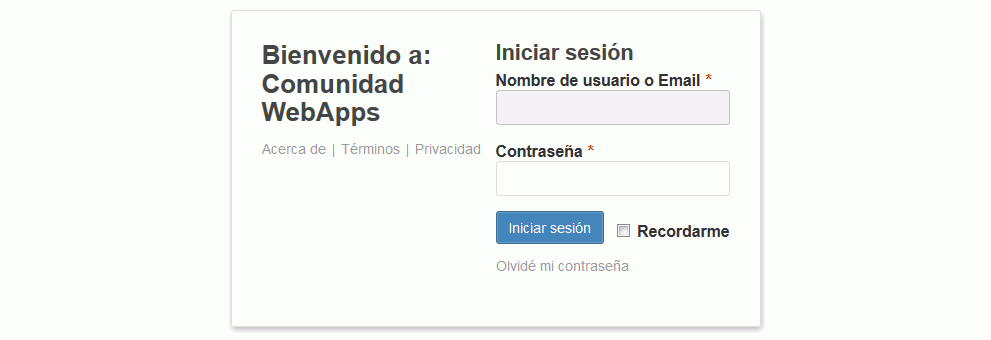 Bienvenido a:
Comunidad
WebApps
Acerca de | Términos | Privacidad
Iniciar sesión
Nombre de usuario o Email *
Contraseña *
Iniciar sesión
Recordarme
Olvidé mi contraseña